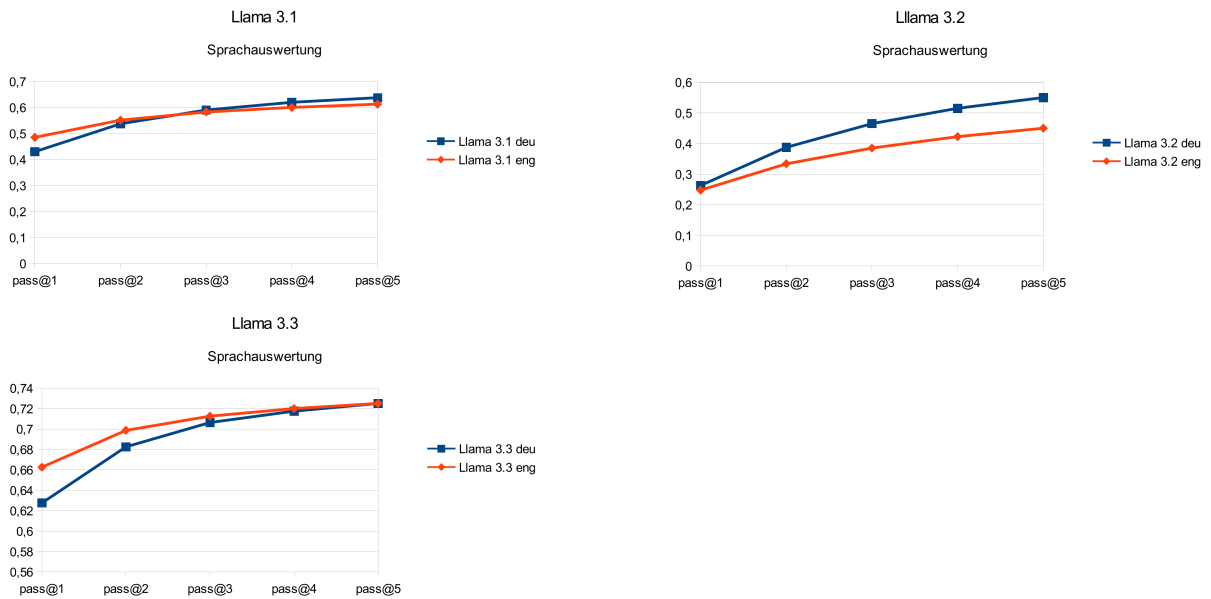 Llama 3.1
Sprachauswertung
0,7
0,6
0,5
0,4
0,3
0,2
0,1
0
pass@1 pass@2 pass@3 pass@4 pass@5
Llama 3.1 deu
Llama 3.1 eng
Lllama 3.2
Sprachauswertung
0,6
0,5
0,4
0,3
0,2
0,1
0
pass@1 pass@2 pass@3 pass@4 pass@5
Llama 3.2 deu
Llama 3.2 eng
Llama 3.3
Sprachauswertung
0,74
0,72
0,7
0,68
0,66
0,64
0,62
0,6
0,58
0,56
pass@1 pass@2 pass@3 pass@4 pass@5
Llama 3.3 deu
Llama 3.3 eng